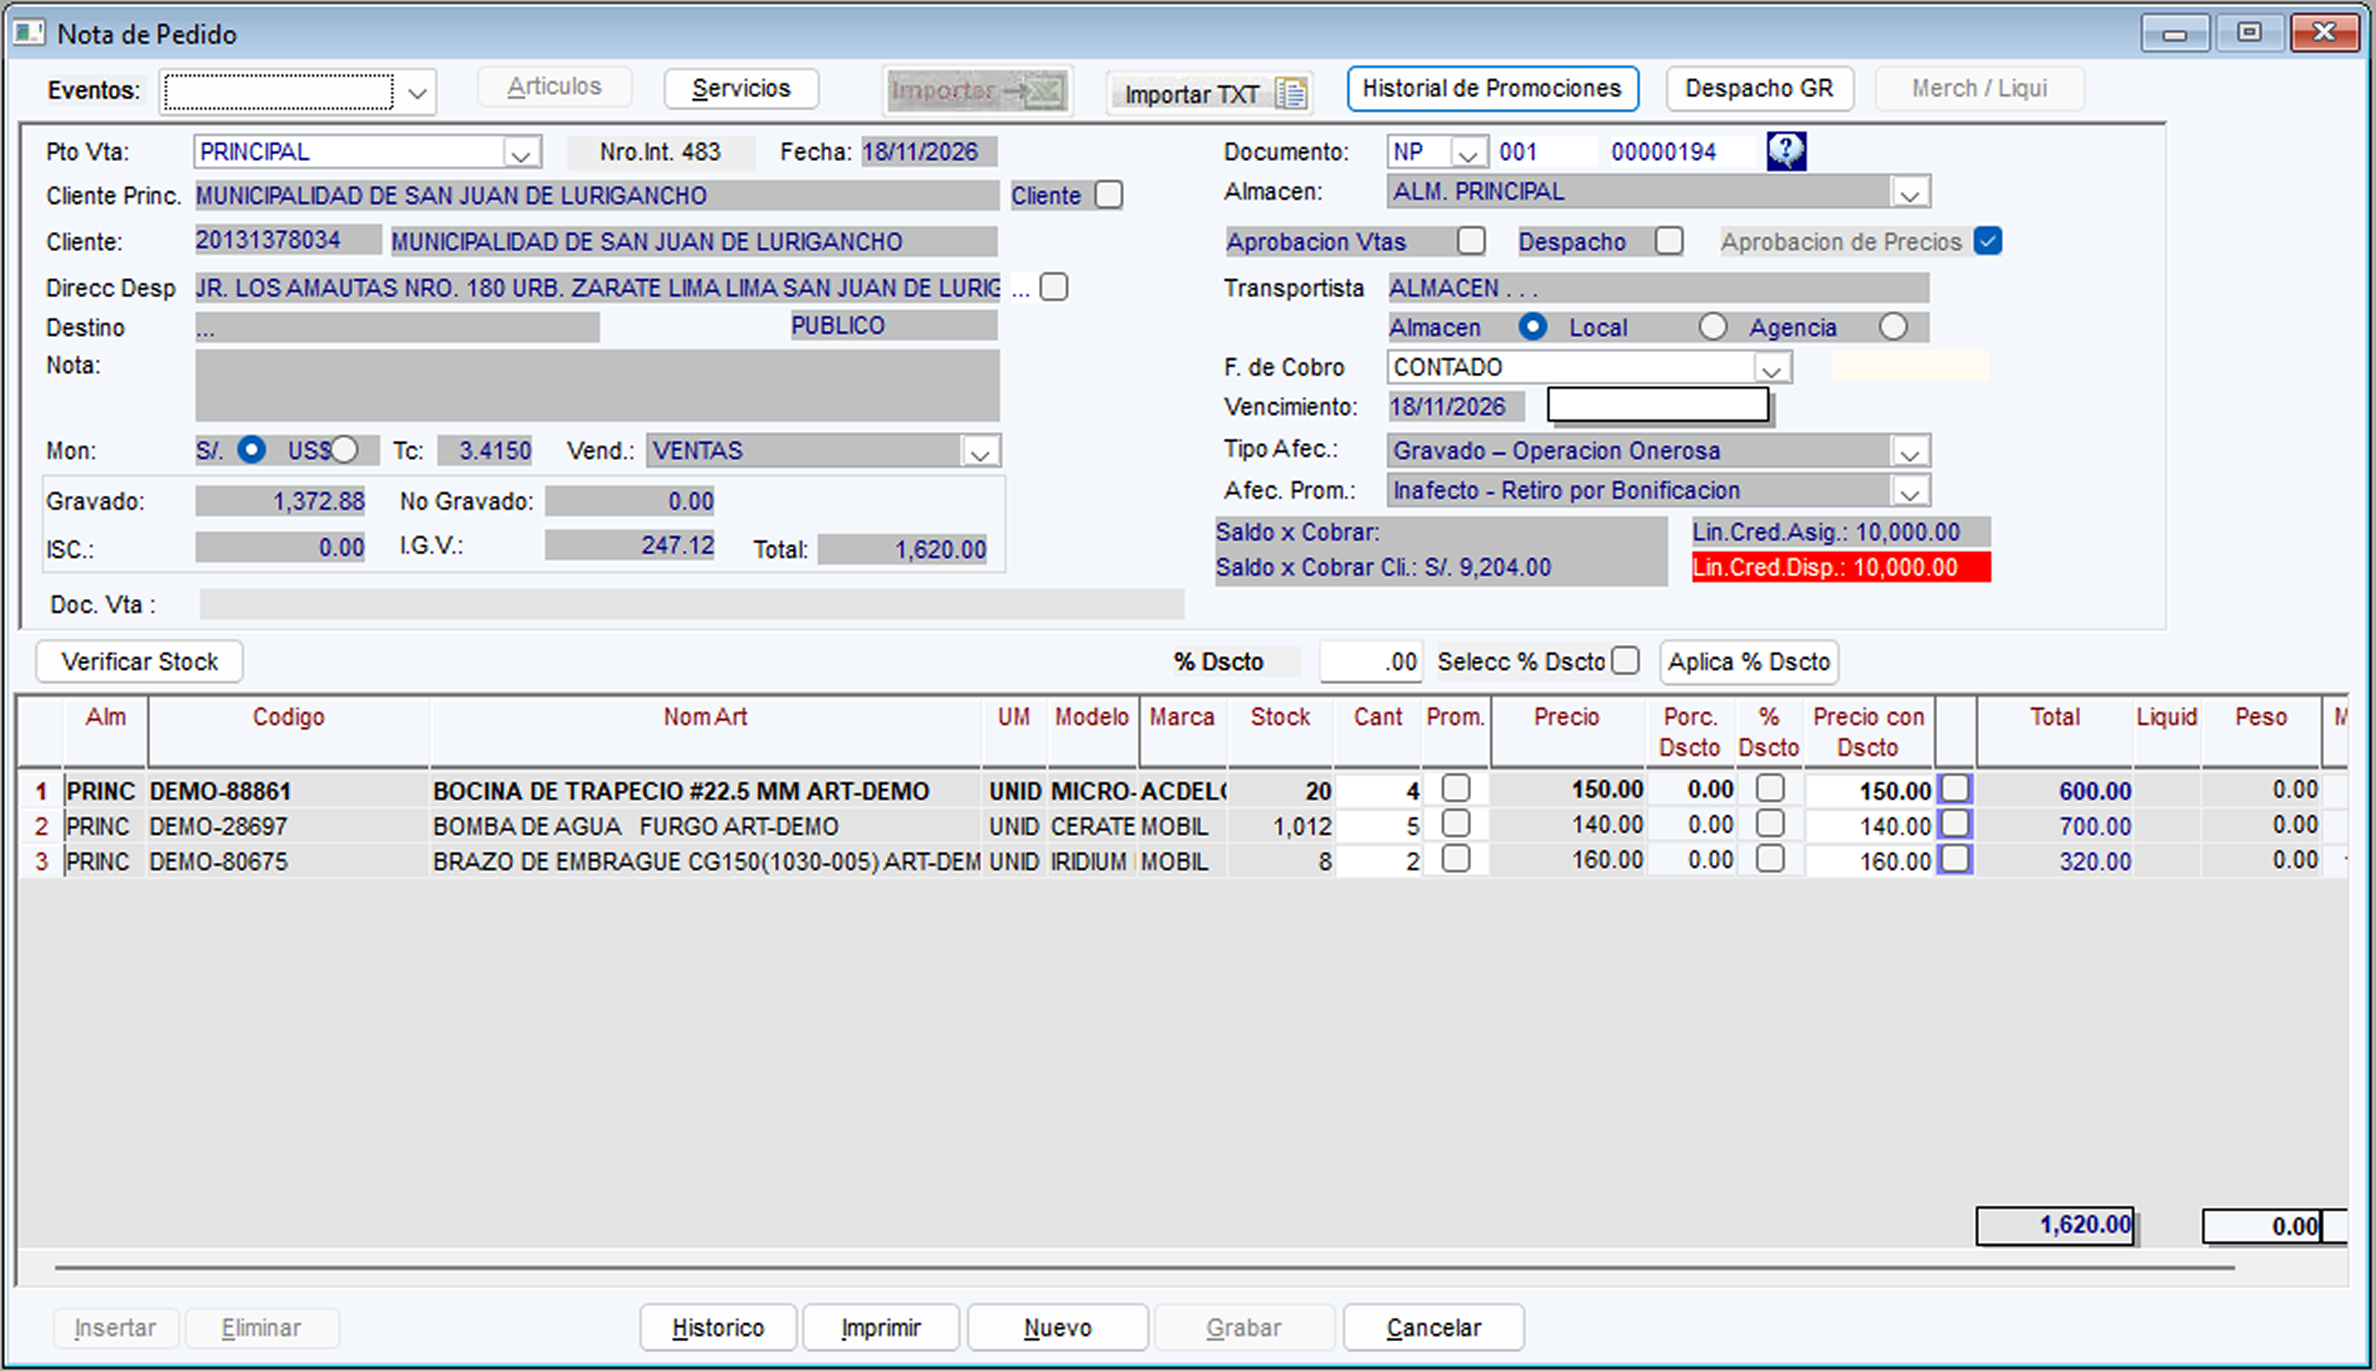 Nota de Pedido
Eventos: Articulos Servicios Importar Importar TXT Historial de Promociones Despacho GR Merch / Liqui
Pto Vta: PRINCIPAL Nro.Int. 483 Fecha: 18/11/2026 Documento: NP 001 00000194 ?
Cliente Princ. MUNICIPALIDAD DE SAN JUAN DE LURIGANCHO Cliente Almacen: ALM. PRINCIPAL
Cliente: 20131378034 MUNICIPALIDAD DE SAN JUAN DE LURIGANCHO Aprobacion Vtas Despacho Aprobacion de Precios
Direcc Desp JR. LOS AMAUTAS NRO. 180 URB. ZARATE LIMA LIMA SAN JUAN DE LURIG ... Transportista ALMACEN . . .
Destino ... PUBLICO Almacen Local Agencia
Nota: F. de Cobro CONTADO
Vencimiento: 18/11/2026
Mon: S/. US$ Tc: 3.4150 Vend.: VENTAS Tipo Afec.: Gravado – Operacion Onerosa
Gravado: 1,372.88 No Gravado: 0.00 Afec. Prom.: Inafecto - Retiro por Bonificacion
ISC.: 0.00 I.G.V.: 247.12 Total: 1,620.00 Saldo x Cobrar: Lin.Cred.Asig.: 10,000.00
Saldo x Cobrar Cli.: S/. 9,204.00 Lin.Cred.Disp.: 10,000.00
Doc. Vta :
Verificar Stock % Dscto .00 Selecc % Dscto Aplica % Dscto
Alm Codigo NomArt UM Modelo Marca Stock Cant Prom. Precio Porc. Dscto % Dscto Precio con Dscto Total Liquid Peso
1 PRINC DEMO-88861 BOCINA DE TRAPECIO #22.5 MM ART-DEMO UNID MICRO- ACDELC 20 4 150.00 0.00 150.00 600.00 0.00
2 PRINC DEMO-28697 BOMBA DE AGUA FURGO ART-DEMO UNID CERATE MOBIL 1,012 5 140.00 0.00 140.00 700.00 0.00
3 PRINC DEMO-80675 BRAZO DE EMBRAGUE CG150(1030-005) ART-DEM UNID IRIDIUM MOBIL 8 2 160.00 0.00 160.00 320.00 0.00
1,620.00 0.00
Insertar Eliminar Historico Imprimir Nuevo Grabar Cancelar